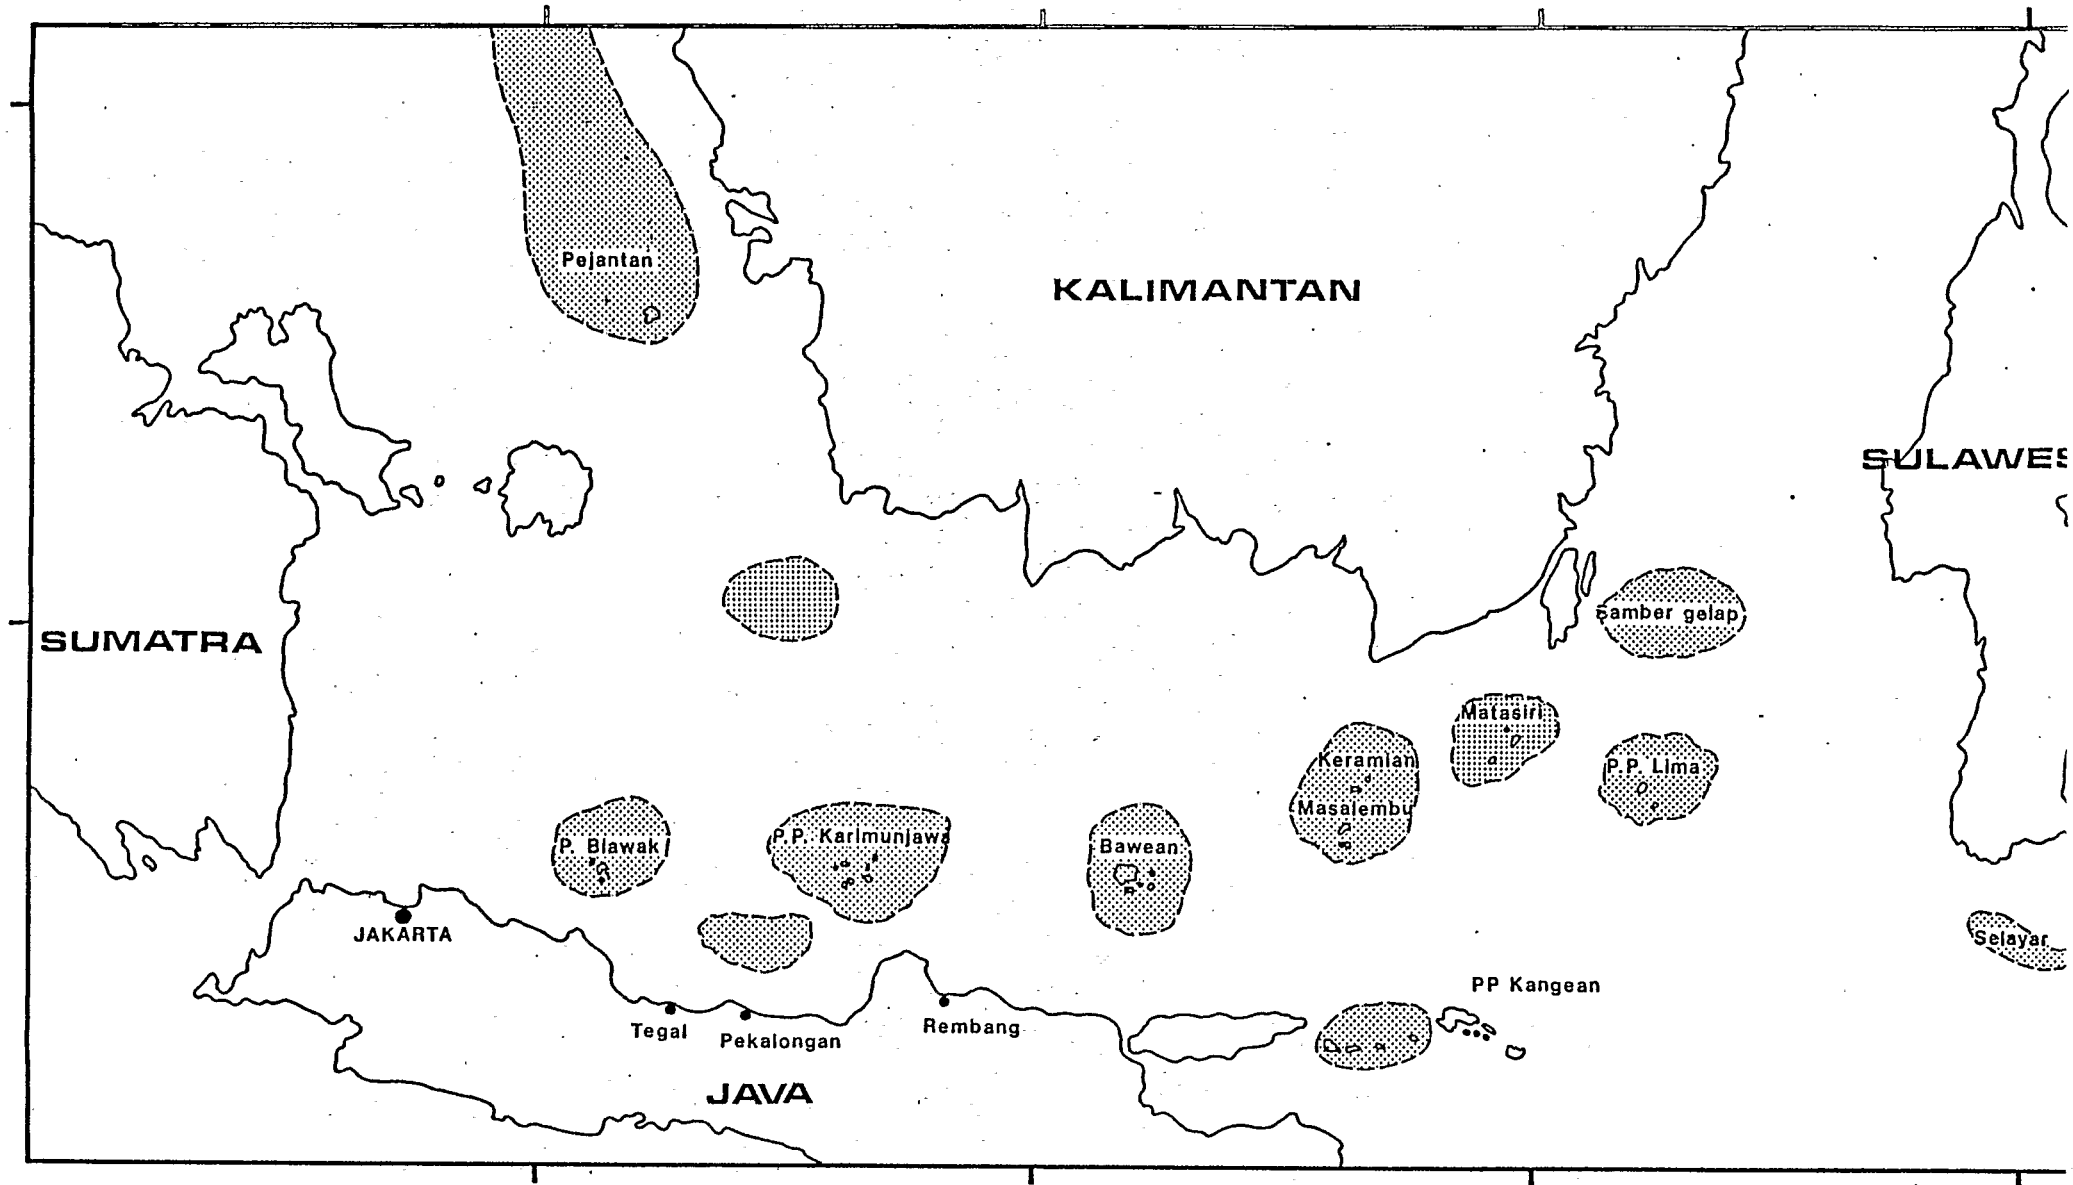 Pejantan
KALIMANTAN
SULAWES
Samber gelap
SUMATRA
Matasiri
Keramian
P.P. Lima
Masalembu
P.P. Karimunjawa
P. Biawak
Bawean
JAKARTA
Selayar
PP Kangean
Tegal
Rembang
Pekalongan
JAVA